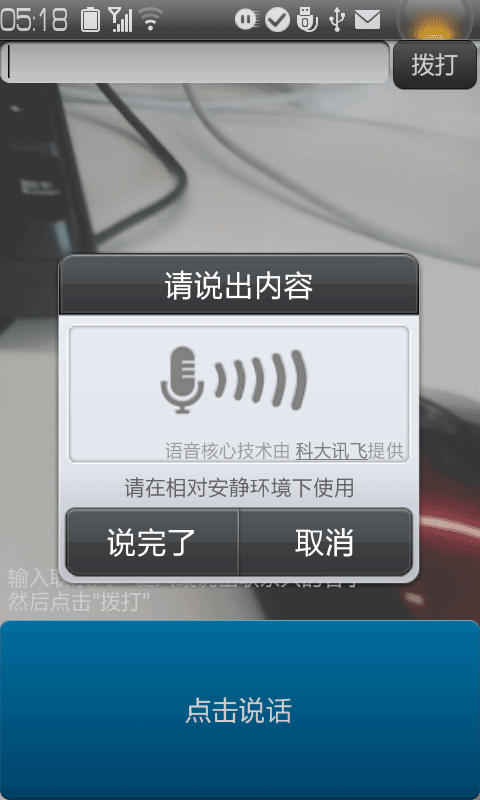 05:18
拨打
请说出内容
语音核心技术由 科大讯飞提供
请在相对安静环境下使用
说完了 取消
输入
然后点击"拨打"
点击说话